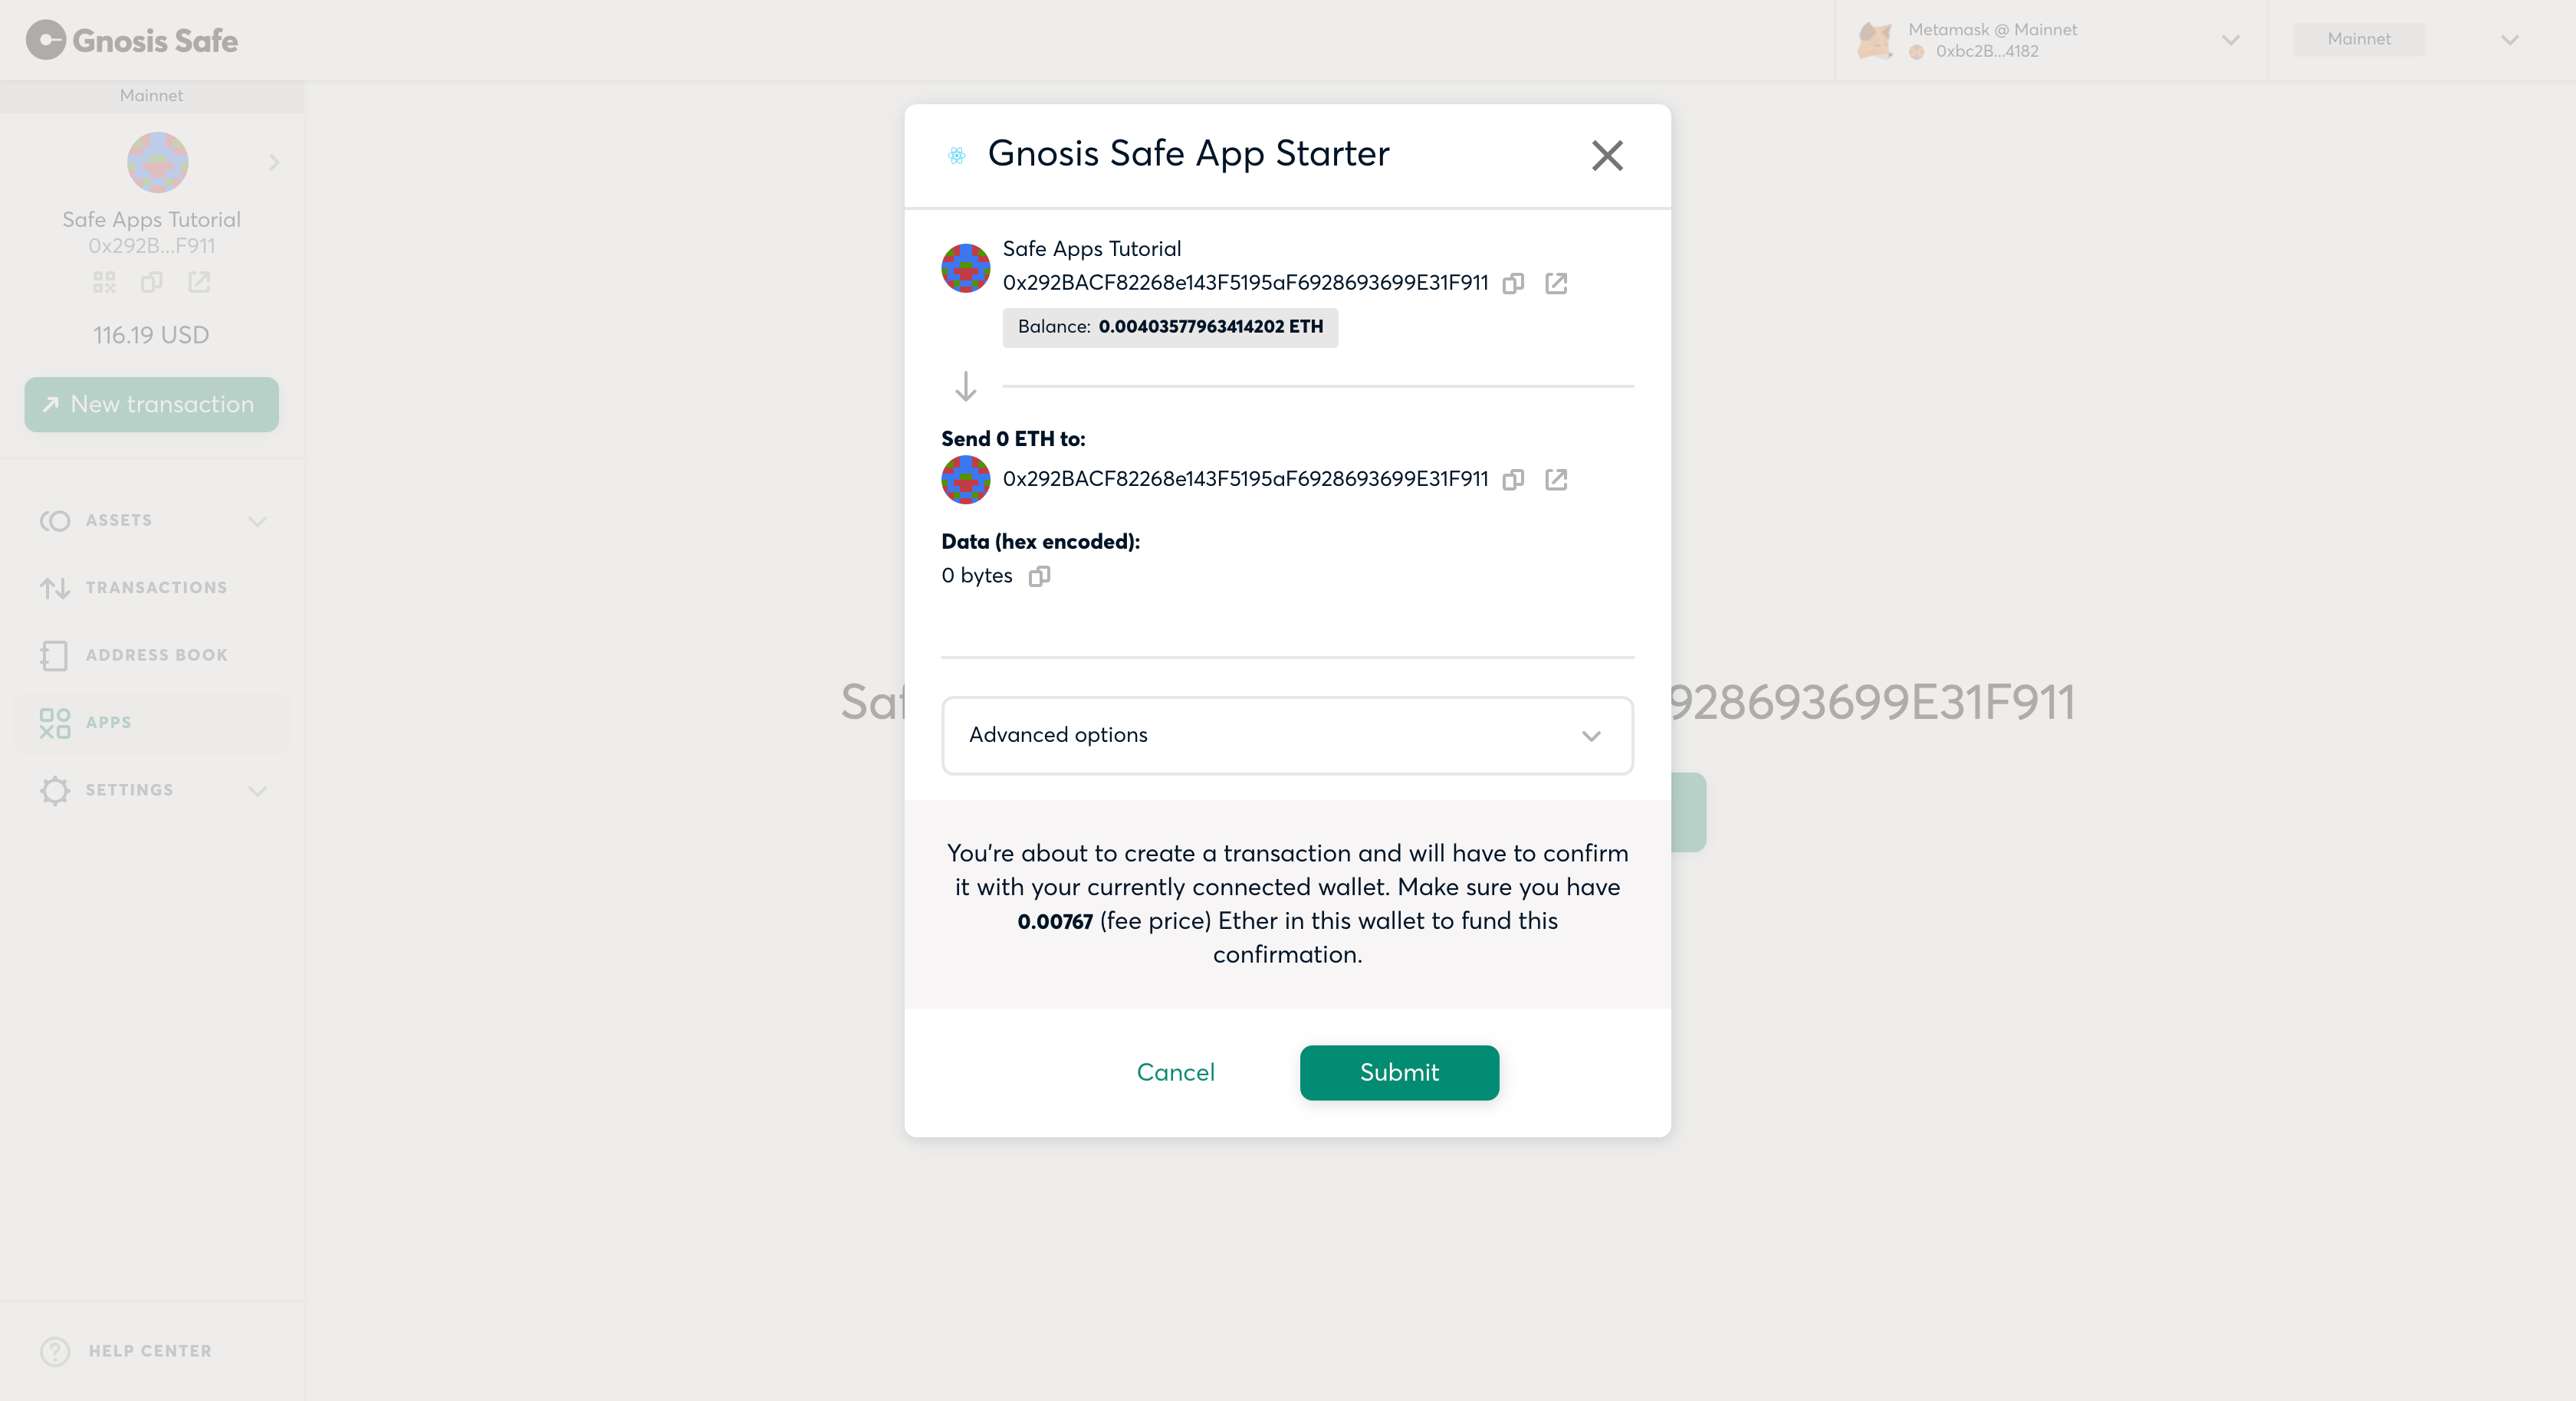 Gnosis Safe
Metamask @ Mainnet
0xbc2B...4182
Mainnet
Mainnet
Safe Apps Tutorial
0x292B...F911
116.19 USD
New transaction
ASSETS
TRANSACTIONS
ADDRESS BOOK
APPS
SETTINGS
HELP CENTER
Gnosis Safe App Starter
Safe Apps Tutorial
0x292BACF82268e143F5195aF6928693699E31F911
Balance: 0.00403577963414202 ETH
Send 0 ETH to:
0x292BACF82268e143F5195aF6928693699E31F911
Data (hex encoded):
0 bytes
Advanced options
You're about to create a transaction and will have to confirm
it with your currently connected wallet. Make sure you have
0.00767 (fee price) Ether in this wallet to fund this
confirmation.
Cancel
Submit
928693699E31F911